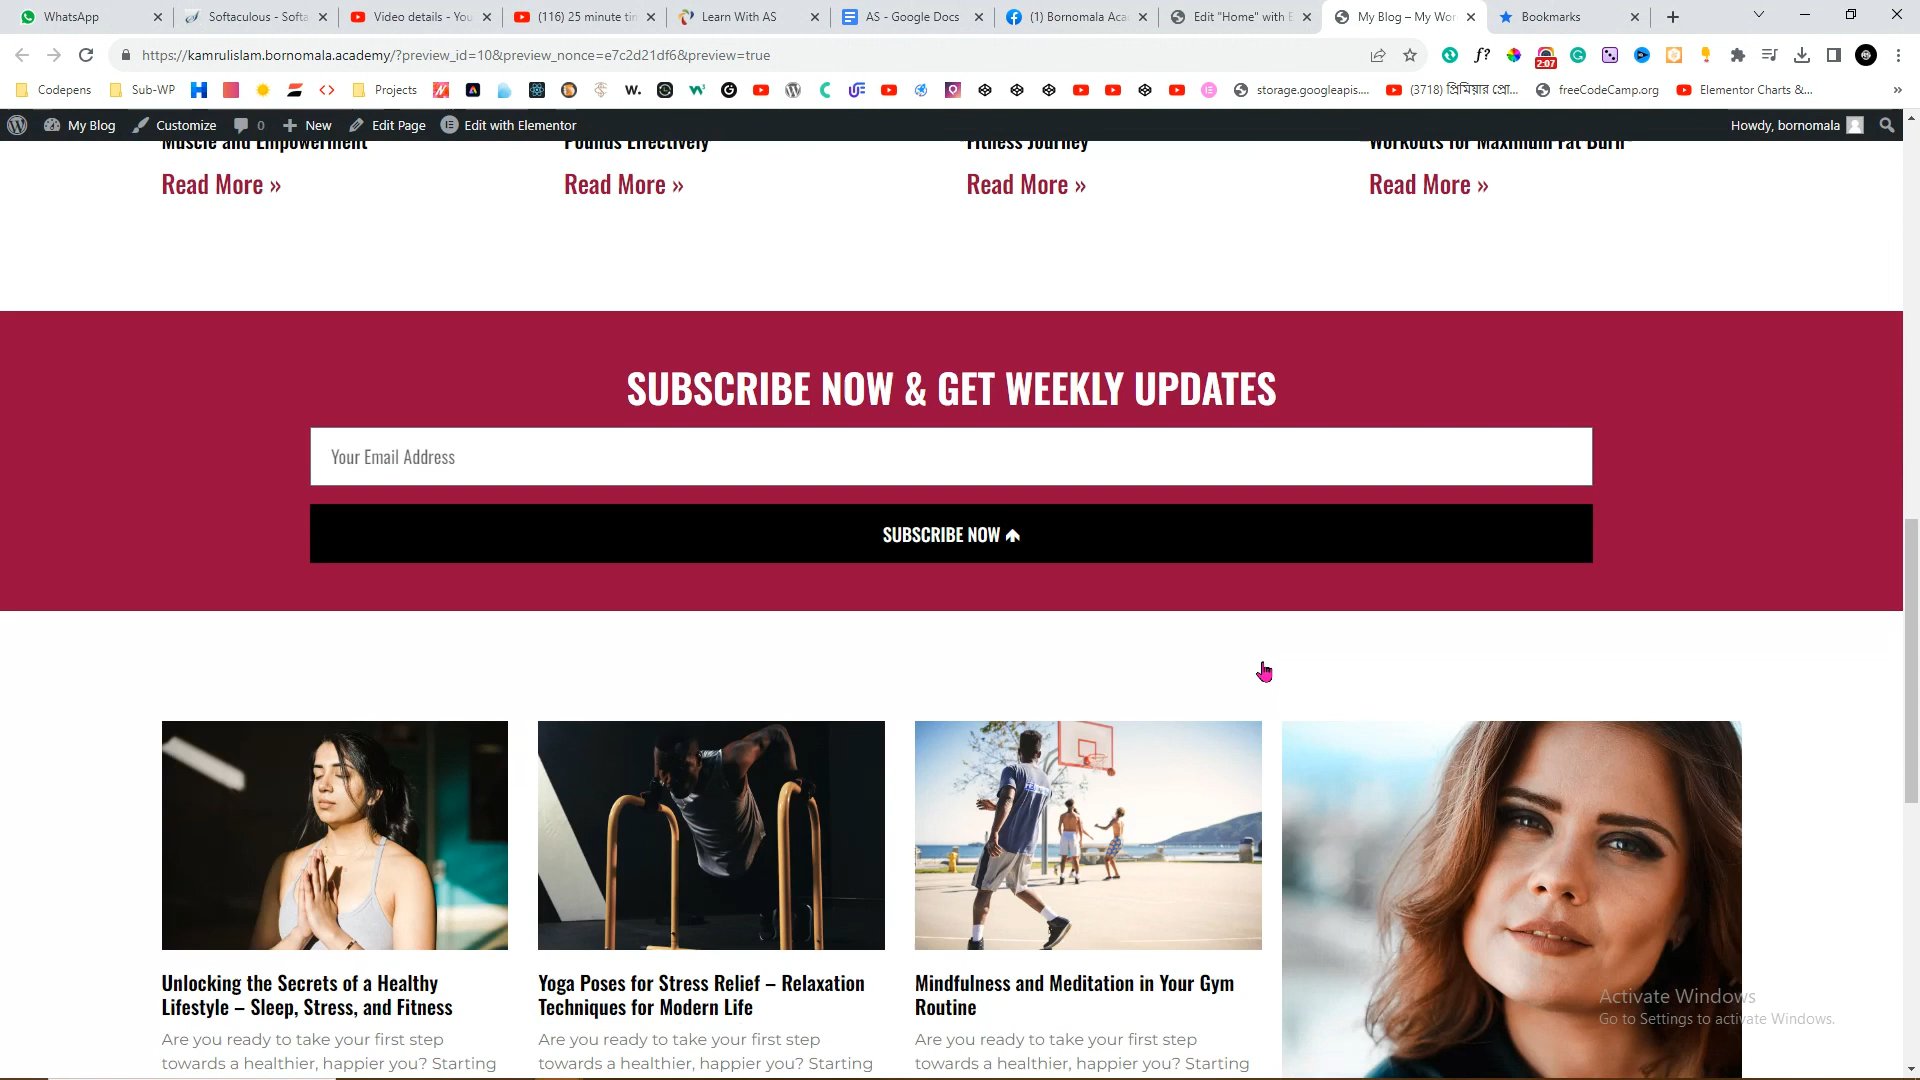 WhatsApp
Softaculous - Softa
Video details - You
(116) 25 minute tin
Learn With AS
AS - Google Docs
(1) Bornomala Aca
Edit "Home" with E
My Blog – My Wor
Bookmarks
https://kamrulislam.bornomala.academy/?preview_id=10&preview_nonce=e7c2d21df6&preview=true
f?
2:07
Codepens
Sub-WP
Projects
storage.googleapis....
(3718) প্রিমিয়ার প্রো...
freeCodeCamp.org
Elementor Charts &...
My Blog
Customize
0
New
Edit Page
Edit with Elementor
Howdy, bornomala
Muscle and Empowerment
Pounds Effectively
Fitness Journey
Workouts for Maximum Fat Burn
Read More »
Read More »
Read More »
Read More »
SUBSCRIBE NOW & GET WEEKLY UPDATES
Your Email Address
SUBSCRIBE NOW
Unlocking the Secrets of a Healthy
Lifestyle – Sleep, Stress, and Fitness
Are you ready to take your first step
towards a healthier, happier you? Starting
Yoga Poses for Stress Relief – Relaxation
Techniques for Modern Life
Are you ready to take your first step
towards a healthier, happier you? Starting
Mindfulness and Meditation in Your Gym
Routine
Are you ready to take your first step
towards a healthier, happier you? Starting
Activate Windows
Go to Settings to activate Windows.